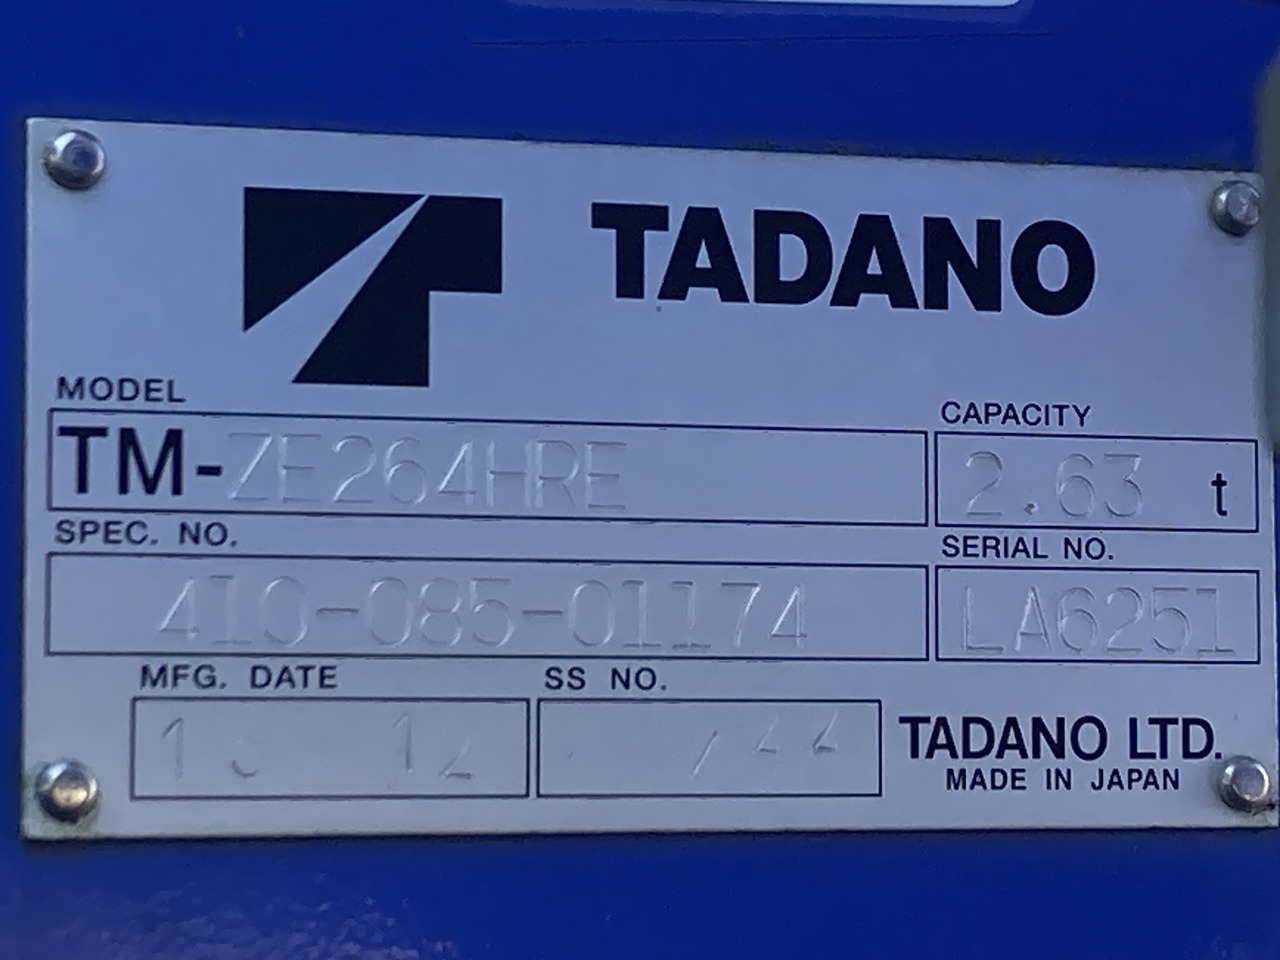 TADANO
MODEL
TM-ZE264HRE
CAPACITY
2.63 t
SPEC. NO.
410-085-01174
SERIAL NO.
LA6251
MFG. DATE
SS NO.
TADANO LTD.
MADE IN JAPAN